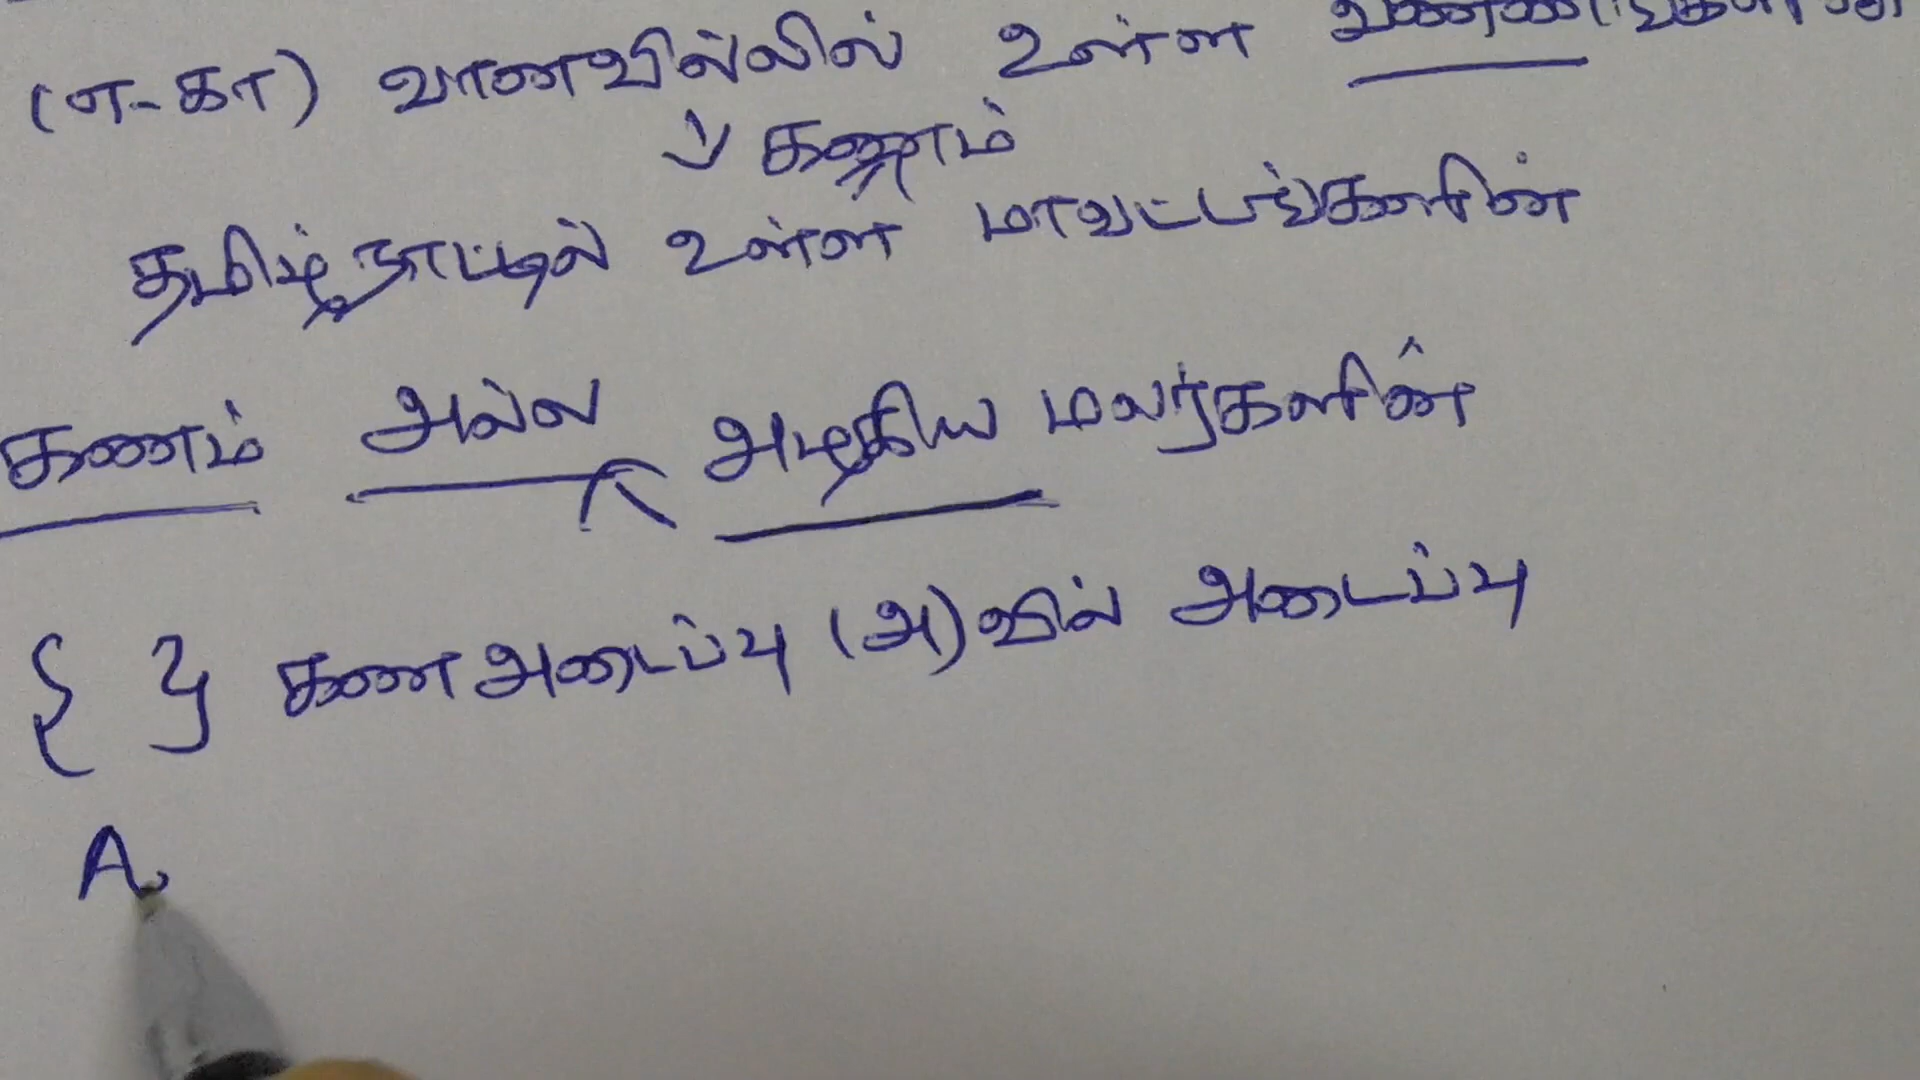 (எ-கா) வானவில்லில் உள்ள
கணம்
தமிழ்நாட்டில் உள்ள மாவட்டங்களின்
கணம் அல்ல அழகிய மலர்களின்
{ } கண அடைப்பு (அ) வில் அடைப்பு
A